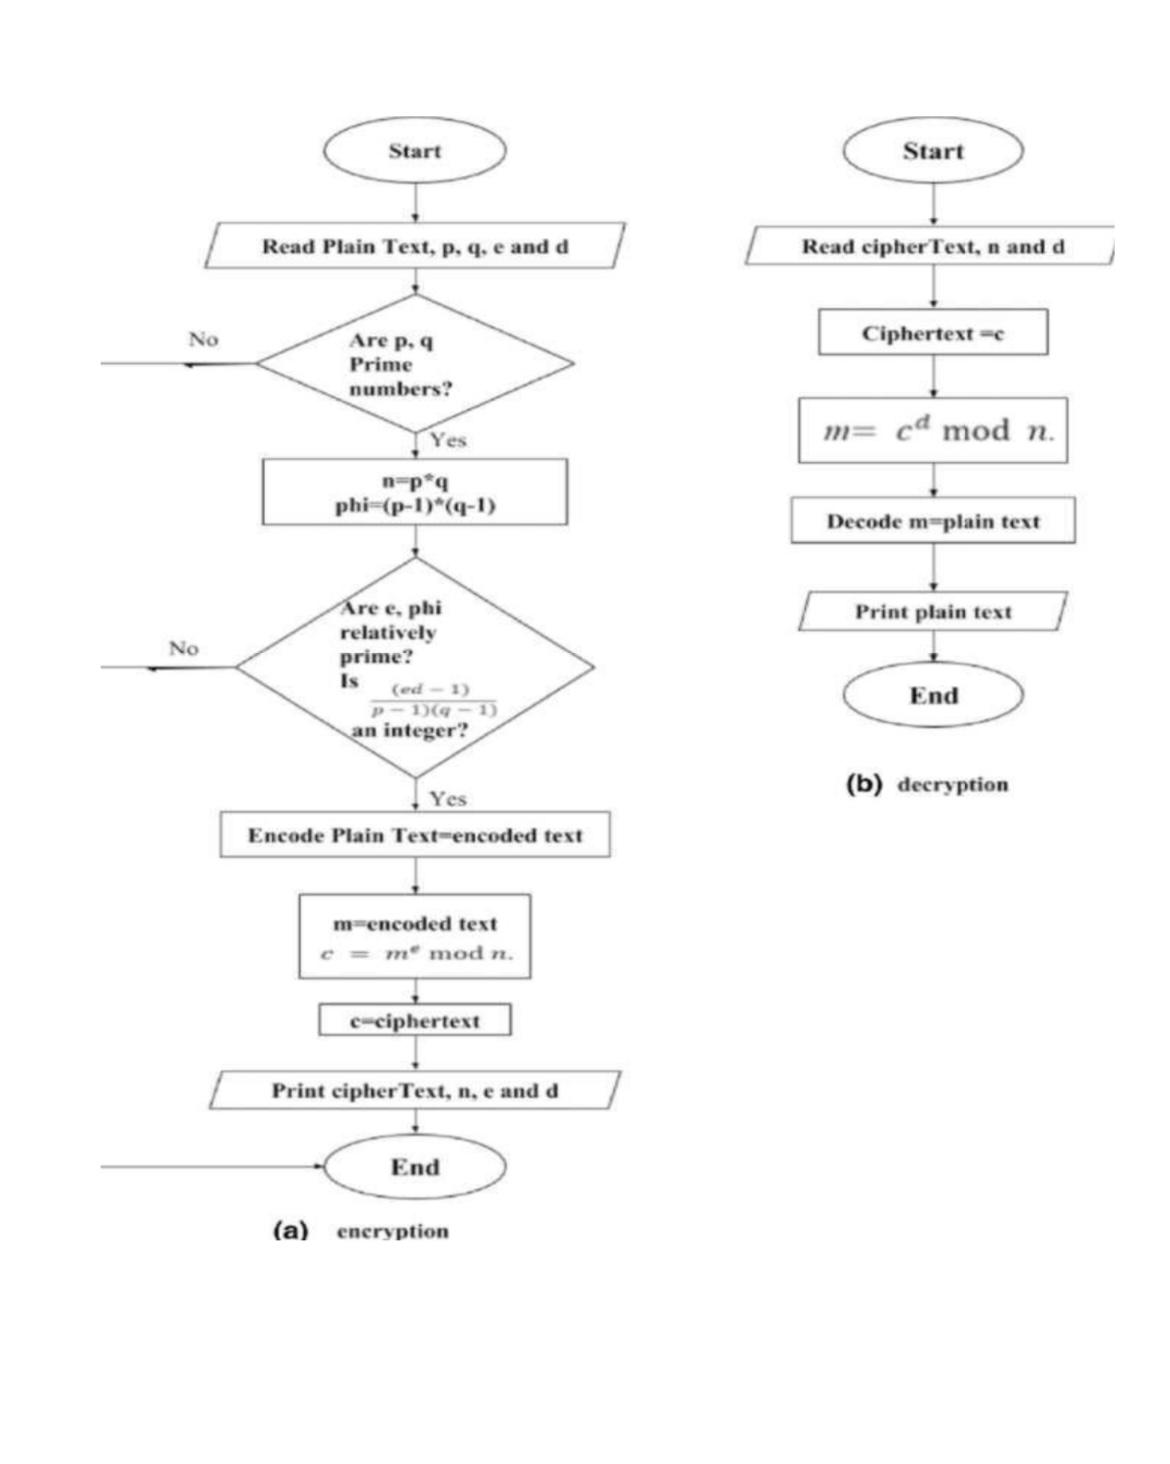 Start
Read Plain Text, p, q, e and d
No
Are p, q
Prime
numbers?
Yes
n=p*q
phi=(p-1)*(q-1)
No
Are e, phi
relatively
prime?
Is
(ed − 1)
p − 1)(q − 1)
an integer?
Yes
Encode Plain Text=encoded text
m=encoded text
c = m^e mod n.
c=ciphertext
Print cipherText, n, e and d
End
(a) encryption
Start
Read cipherText, n and d
Ciphertext =c
m= c^d mod n.
Decode m=plain text
Print plain text
End
(b) decryption